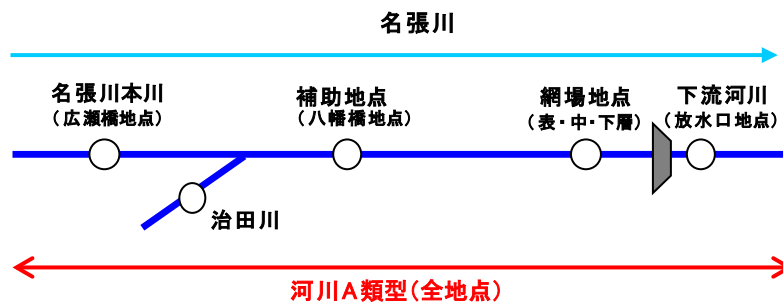 名張川
名張川本川
（広瀬橋地点）
補助地点
（八幡橋地点）
網場地点
（表・中・下層）
下流河川
（放水口地点）
治田川
河川A類型（全地点）